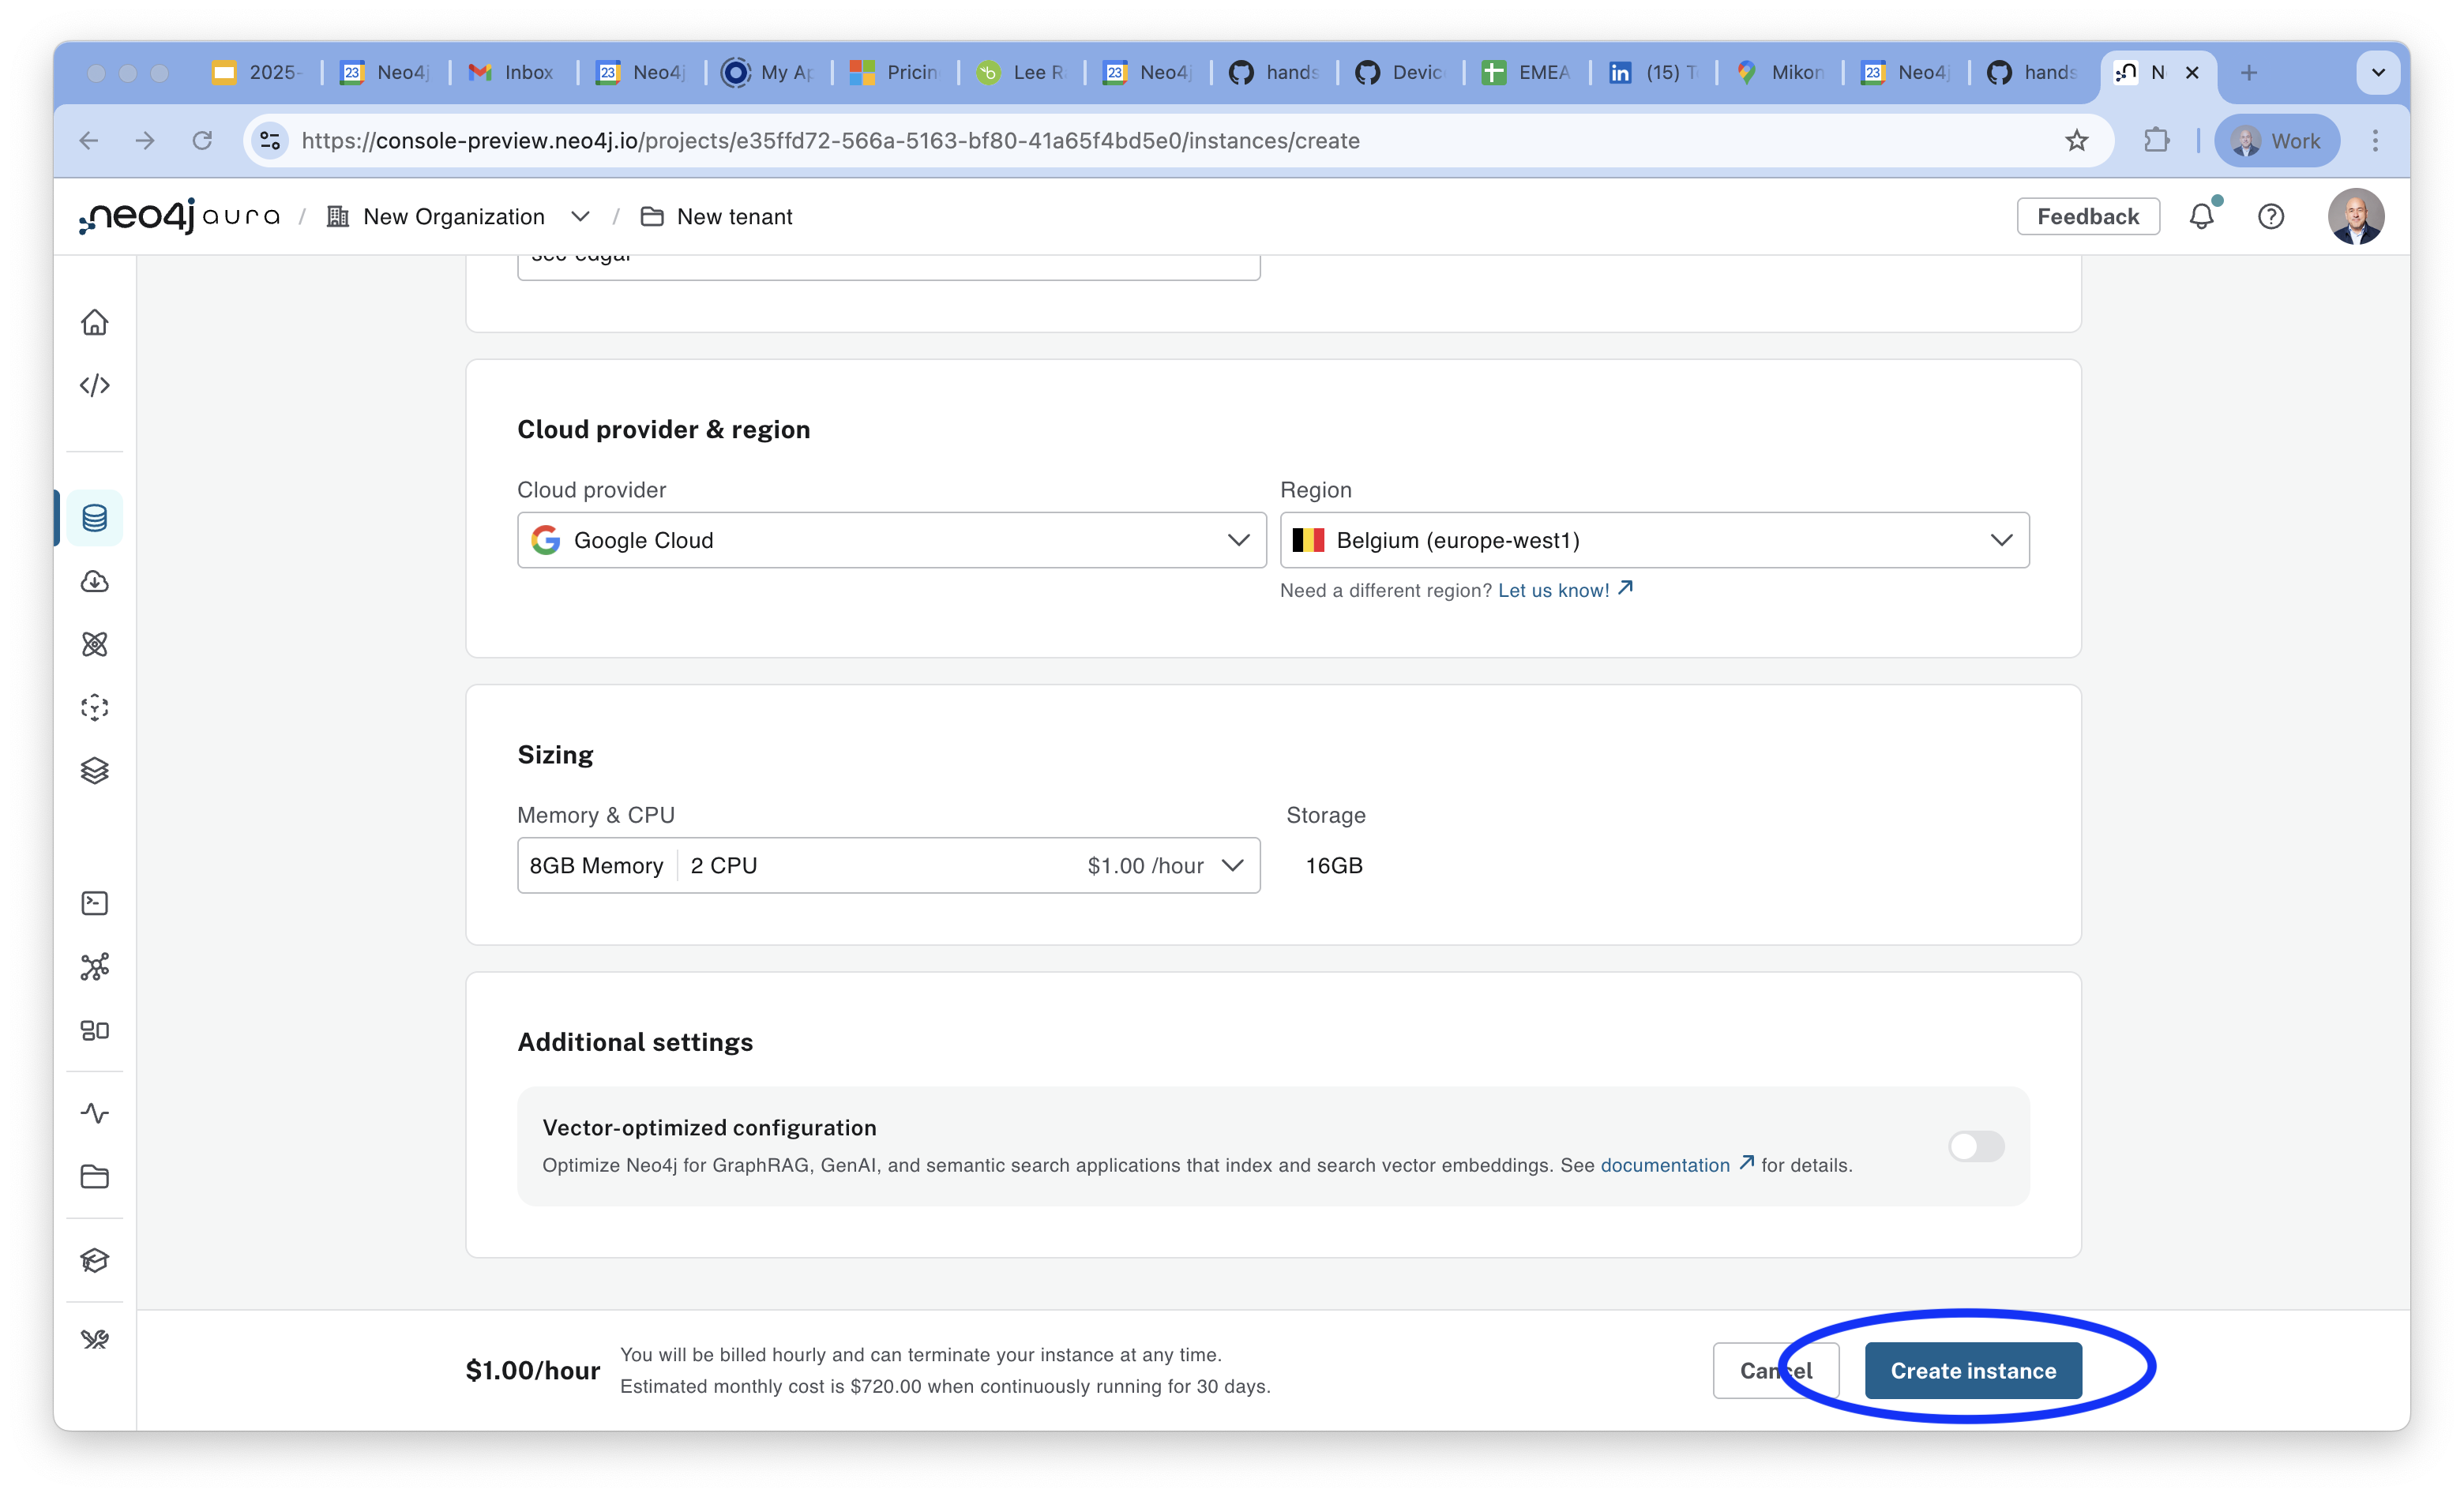 2025-
Neo4j
Inbox
Neo4j
My Ap
Pricin
Lee R
Neo4j
hands
Devic
EMEA
(15) T
Mikon
Neo4j
hands
N
https://console-preview.neo4j.io/projects/e35ffd72-566a-5163-bf80-41a65f4bd5e0/instances/create
Work
neo4j aura / New Organization / New tenant
Feedback
sec-edgar
Cloud provider & region
Cloud provider
Region
Google Cloud
Belgium (europe-west1)
Need a different region? Let us know!
Sizing
Memory & CPU
Storage
8GB Memory 2 CPU $1.00 /hour
16GB
Additional settings
Vector-optimized configuration
Optimize Neo4j for GraphRAG, GenAI, and semantic search applications that index and search vector embeddings. See documentation for details.
$1.00/hour
You will be billed hourly and can terminate your instance at any time.
Estimated monthly cost is $720.00 when continuously running for 30 days.
Cancel
Create instance